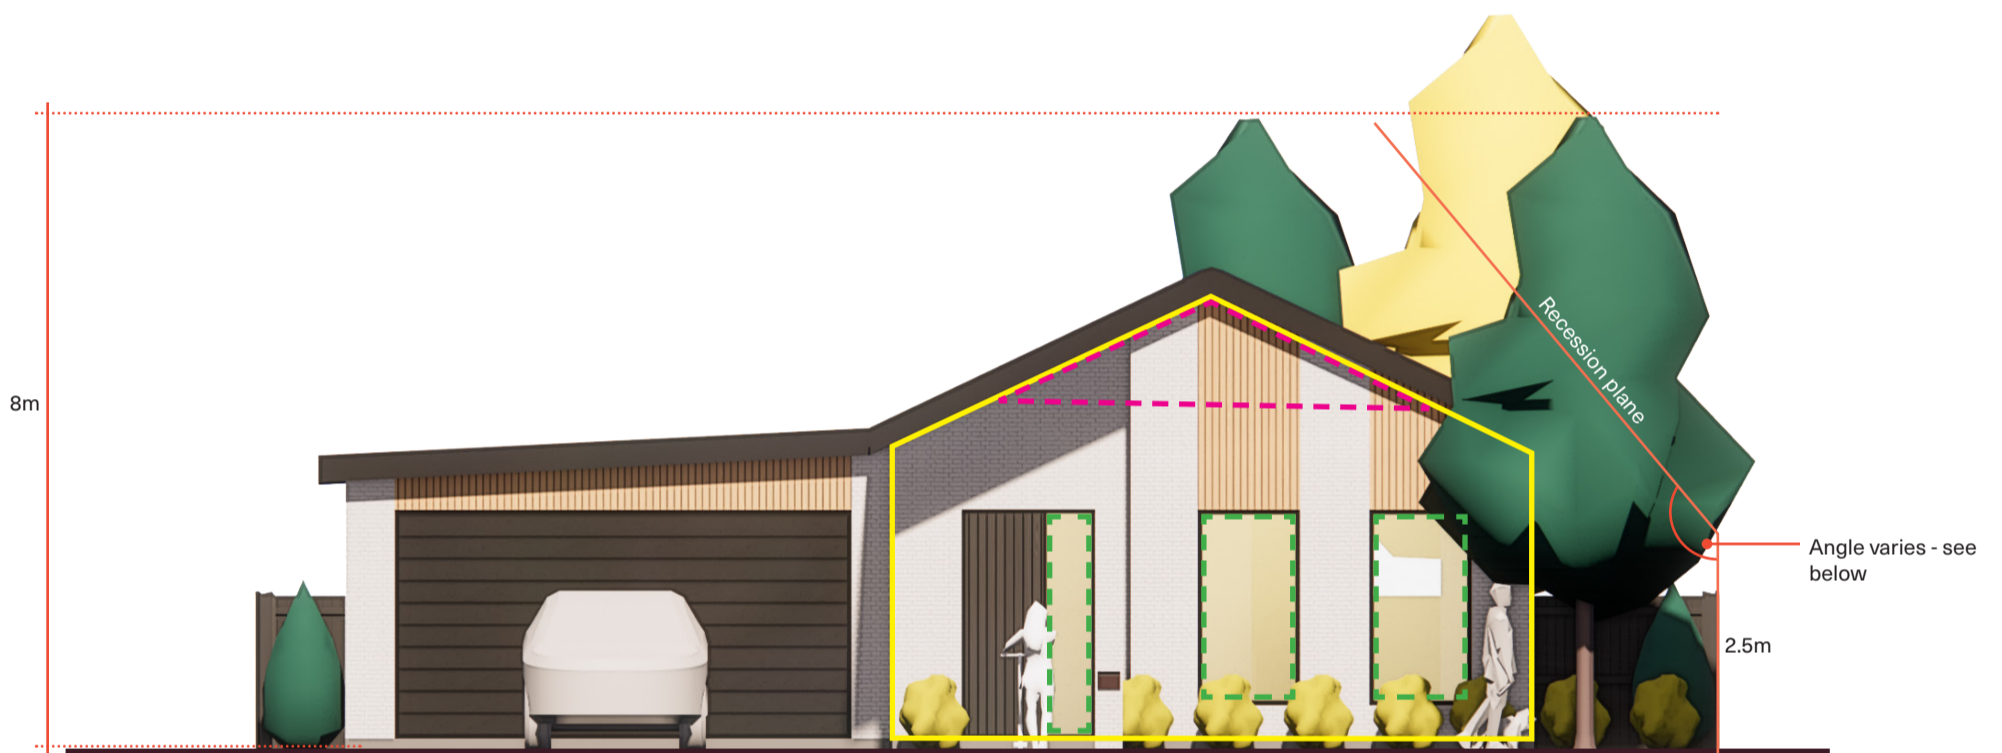 8m
Recession plane
Angle varies - see
below
2.5m